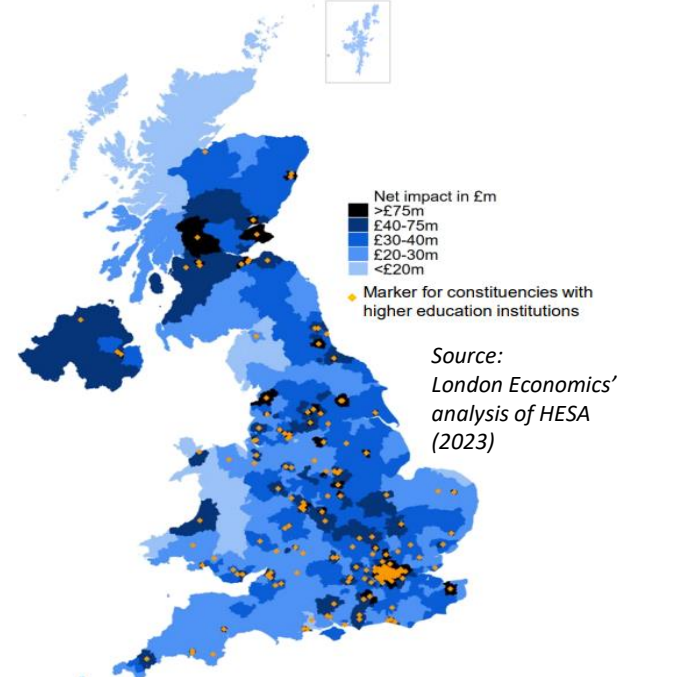 Net impact in £m
>£75m
£40-75m
£30-40m
£20-30m
<£20m
Marker for constituencies with
higher education institutions
Source:
London Economics’
analysis of HESA
(2023)